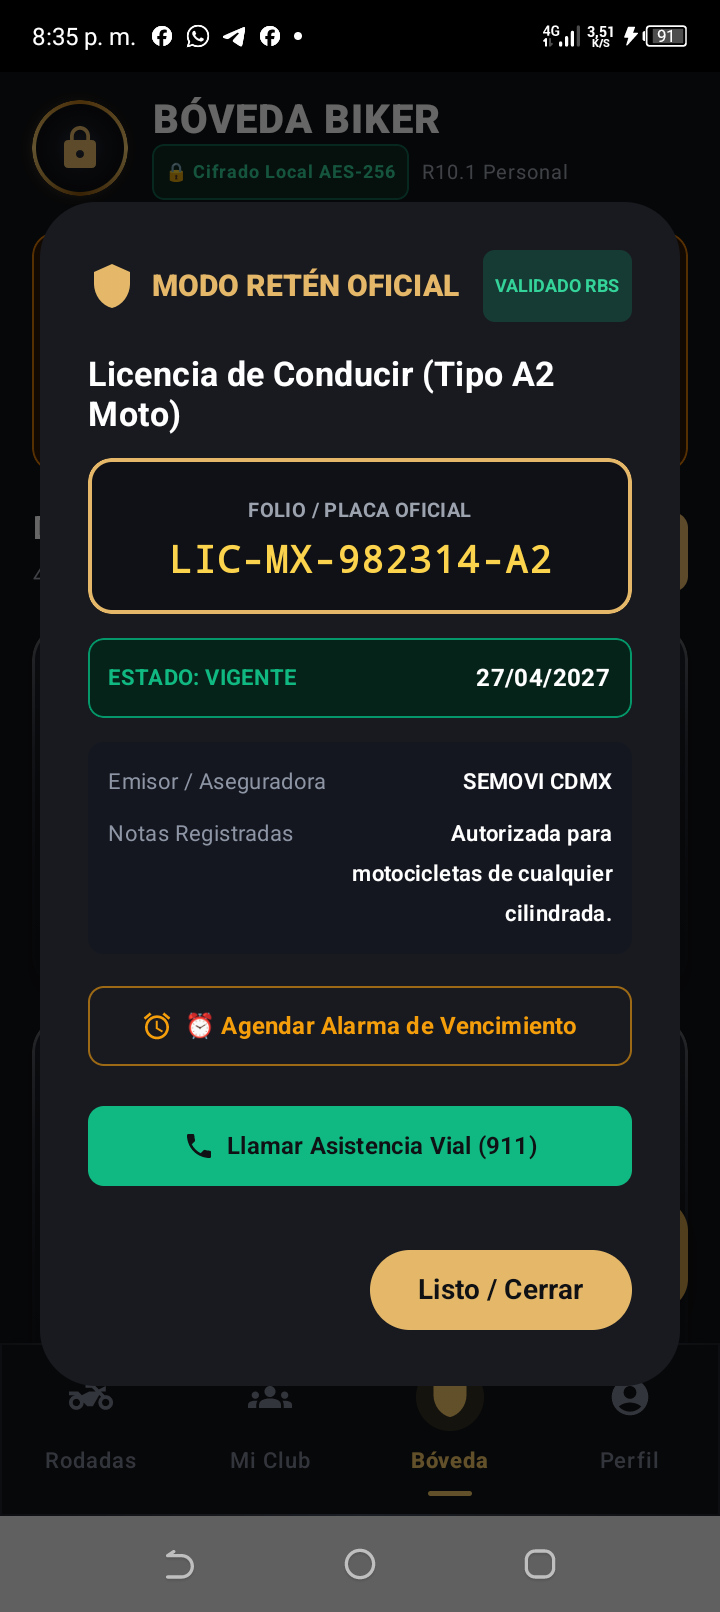 8:35 p. m.
4G 3,51 K/S 91
BÓVEDA BIKER
🔒 Cifrado Local AES-256 R10.1 Personal
MODO RETÉN OFICIAL VALIDADO RBS
Licencia de Conducir (Tipo A2
Moto)
FOLIO / PLACA OFICIAL
LIC-MX-982314-A2
ESTADO: VIGENTE 27/04/2027
Emisor / Aseguradora SEMOVI CDMX
Notas Registradas Autorizada para
motocicletas de cualquier
cilindrada.
⏰ Agendar Alarma de Vencimiento
Llamar Asistencia Vial (911)
Listo / Cerrar
Rodadas Mi Club Bóveda Perfil